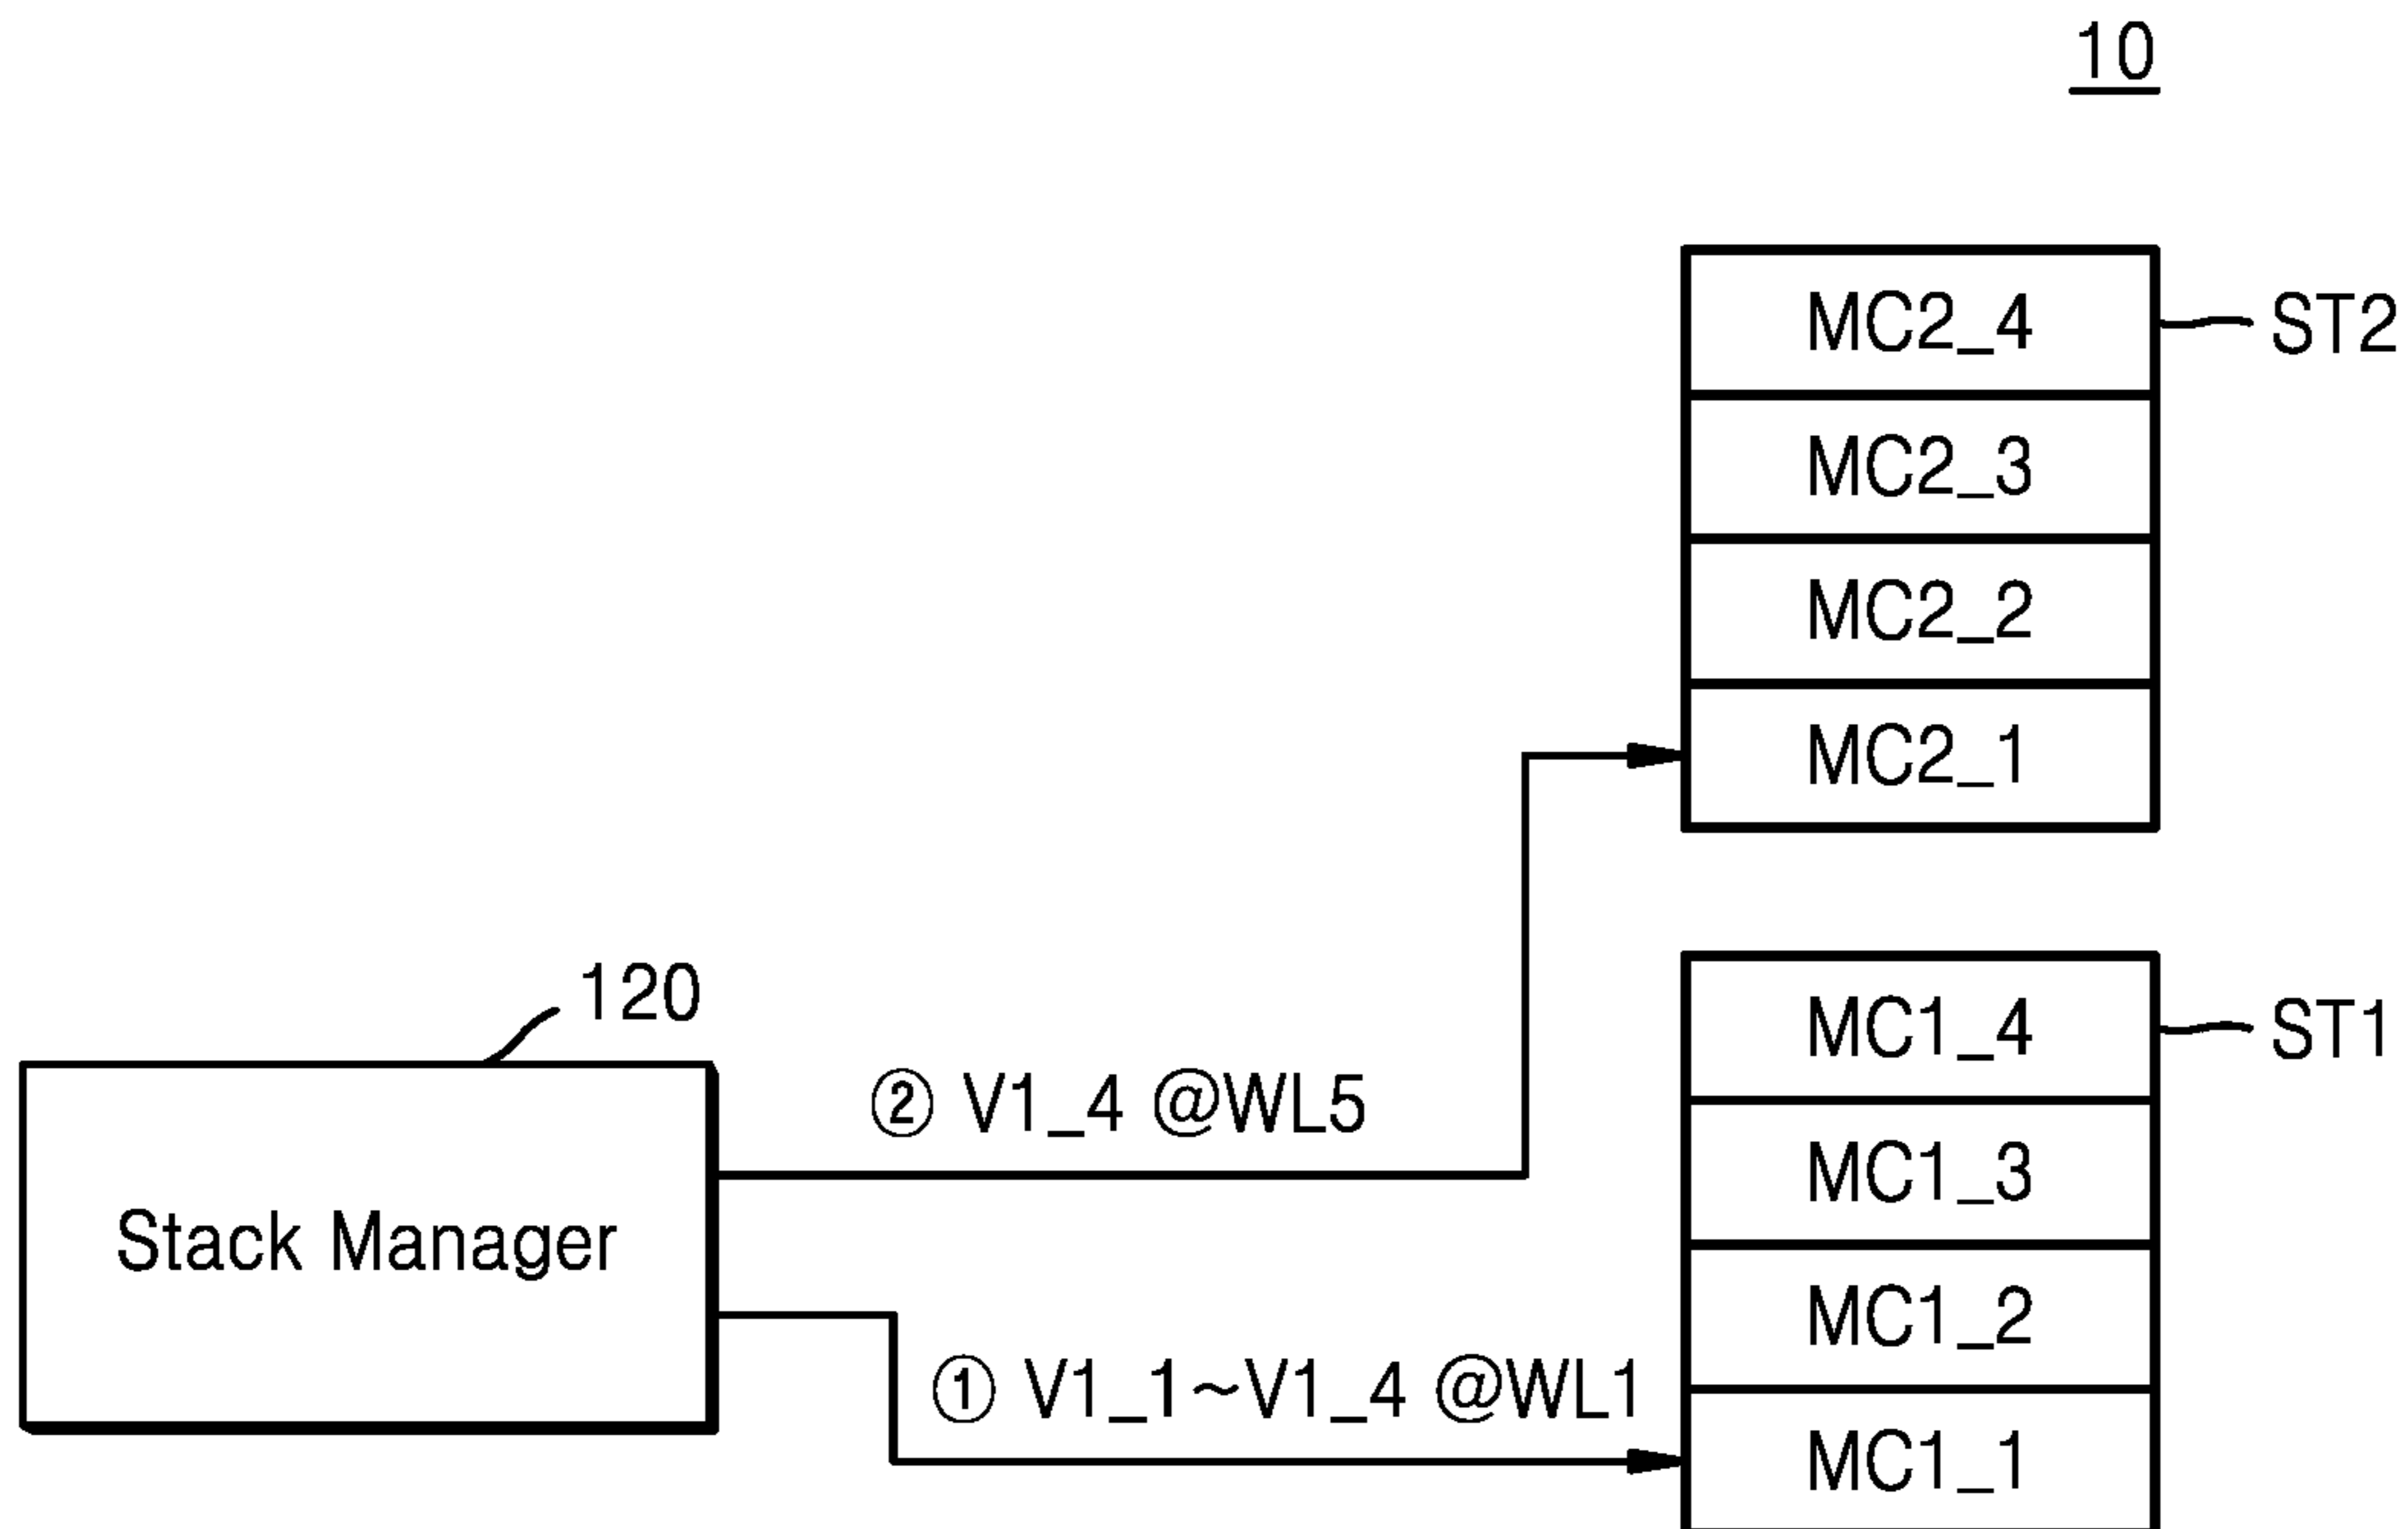 10
MC2_4 ST2
MC2_3
MC2_2
MC2_1
120
MC1_4 ST1
② V1_4 @WL5
MC1_3
Stack Manager
MC1_2
① V1_1~V1_4 @WL1
MC1_1